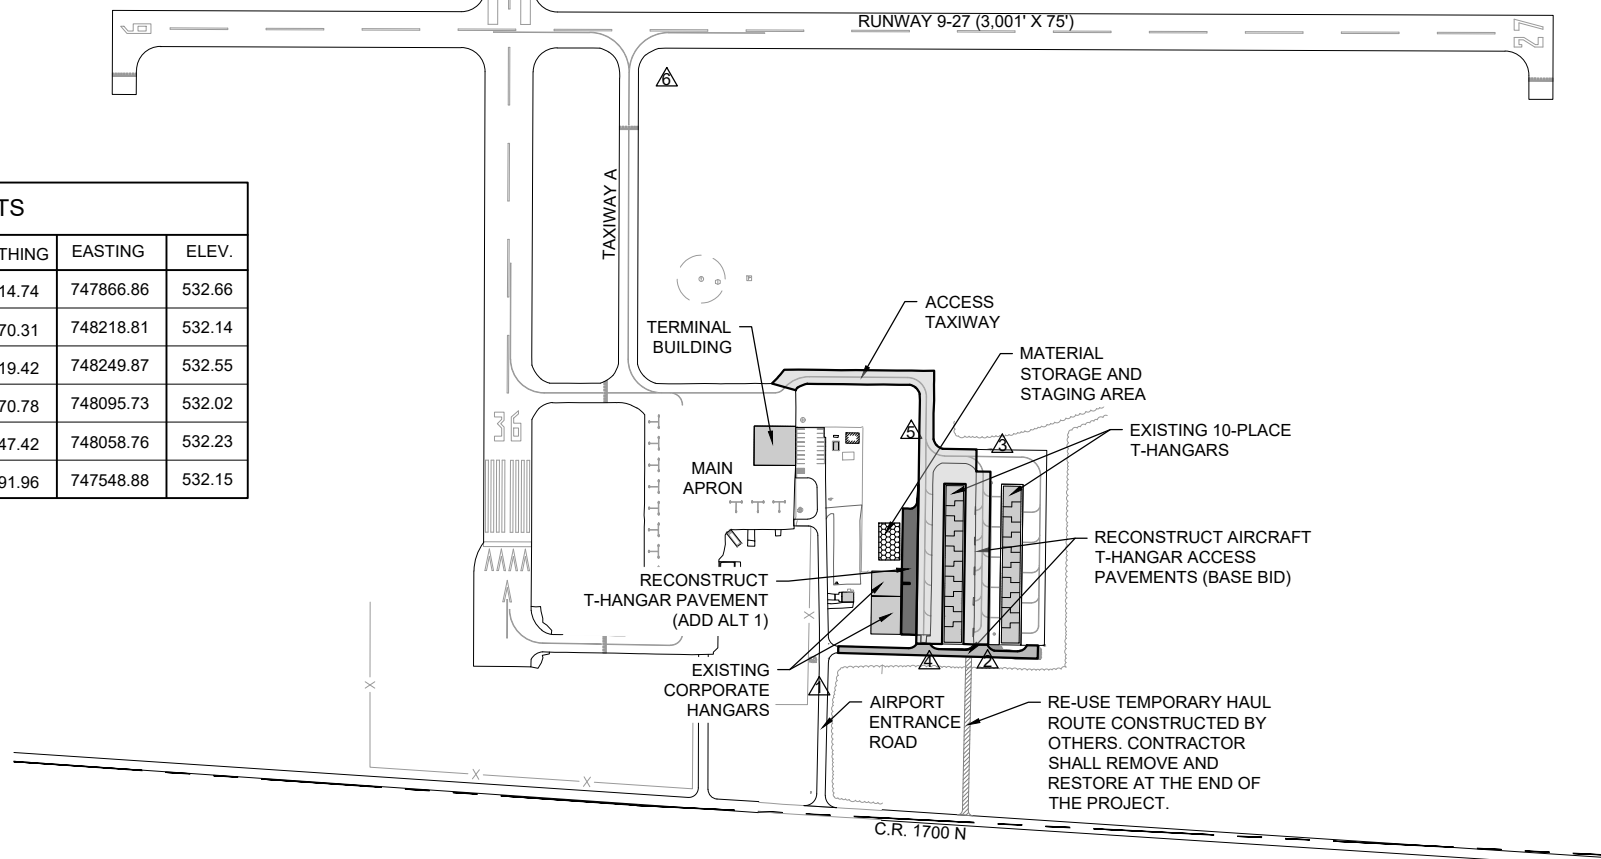 RUNWAY 9-27 (3,001' X 75')
9
27
6
TAXIWAY A
TS
THING EASTING ELEV.
14.74 747866.86 532.66
70.31 748218.81 532.14
19.42 748249.87 532.55
70.78 748095.73 532.02
47.42 748058.76 532.23
91.96 747548.88 532.15
ACCESS
TAXIWAY
TERMINAL
BUILDING
MATERIAL
STORAGE AND
STAGING AREA
36
5
3
EXISTING 10-PLACE
T-HANGARS
MAIN
APRON
RECONSTRUCT AIRCRAFT
T-HANGAR ACCESS
PAVEMENTS (BASE BID)
RECONSTRUCT
T-HANGAR PAVEMENT
(ADD ALT 1)
X
4
2
EXISTING
CORPORATE
HANGARS
1
X
AIRPORT
ENTRANCE
ROAD
RE-USE TEMPORARY HAUL
ROUTE CONSTRUCTED BY
OTHERS. CONTRACTOR
SHALL REMOVE AND
RESTORE AT THE END OF
THE PROJECT.
X
X
C.R. 1700 N